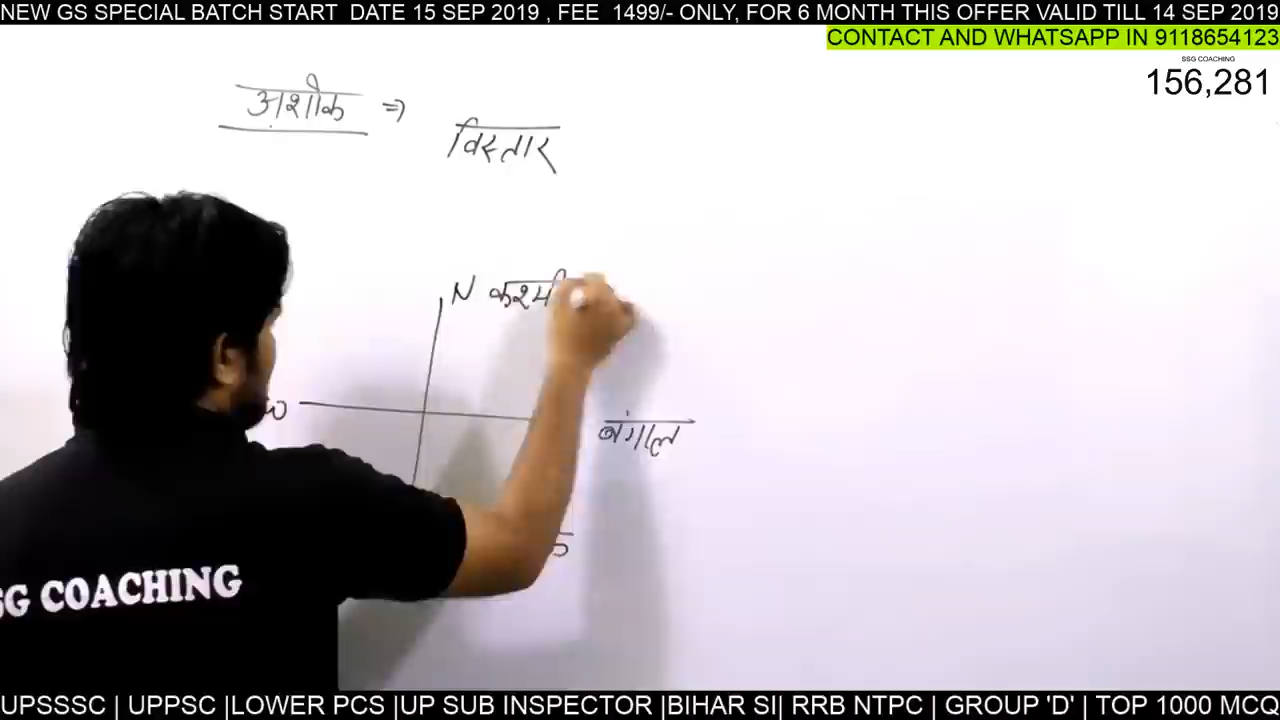 NEW GS SPECIAL BATCH START DATE 15 SEP 2019 , FEE 1499/- ONLY, FOR 6 MONTH THIS OFFER VALID TILL 14 SEP 2019
CONTACT AND WHATSAPP IN 9118654123
SSG COACHING
156,281
अशोक ⇒
विस्तार
N
बंगाल
SG COACHING
UPSSSC | UPPSC |LOWER PCS |UP SUB INSPECTOR |BIHAR SI| RRB NTPC | GROUP 'D' | TOP 1000 MCQ